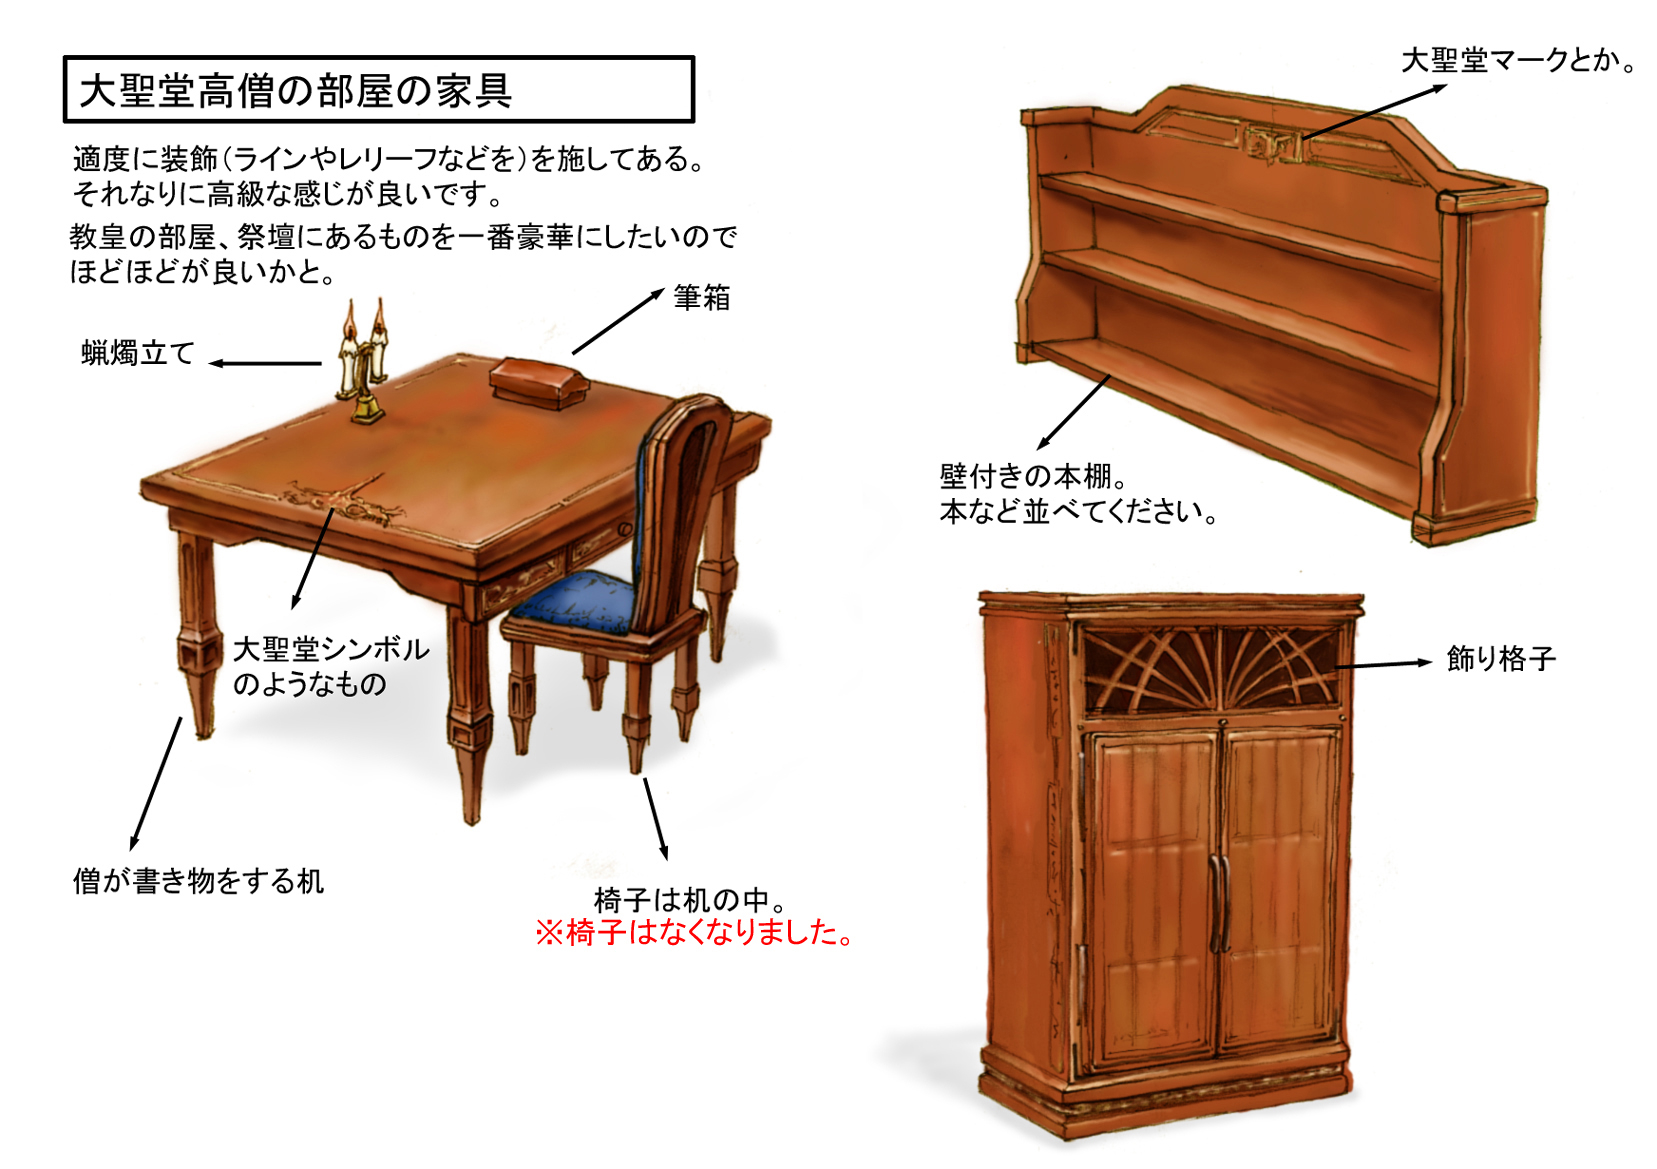 大聖堂高僧の部屋の家具
適度に装飾（ラインやレリーフなどを）を施してある。
それなりに高級な感じが良いです。
教皇の部屋、祭壇にあるものを一番豪華にしたいので
ほどほどが良いかと。
筆箱
蝋燭立て
大聖堂シンボル
のようなもの
僧が書き物をする机
椅子は机の中。
※椅子はなくなりました。
大聖堂マークとか。
壁付きの本棚。
本など並べてください。
飾り格子